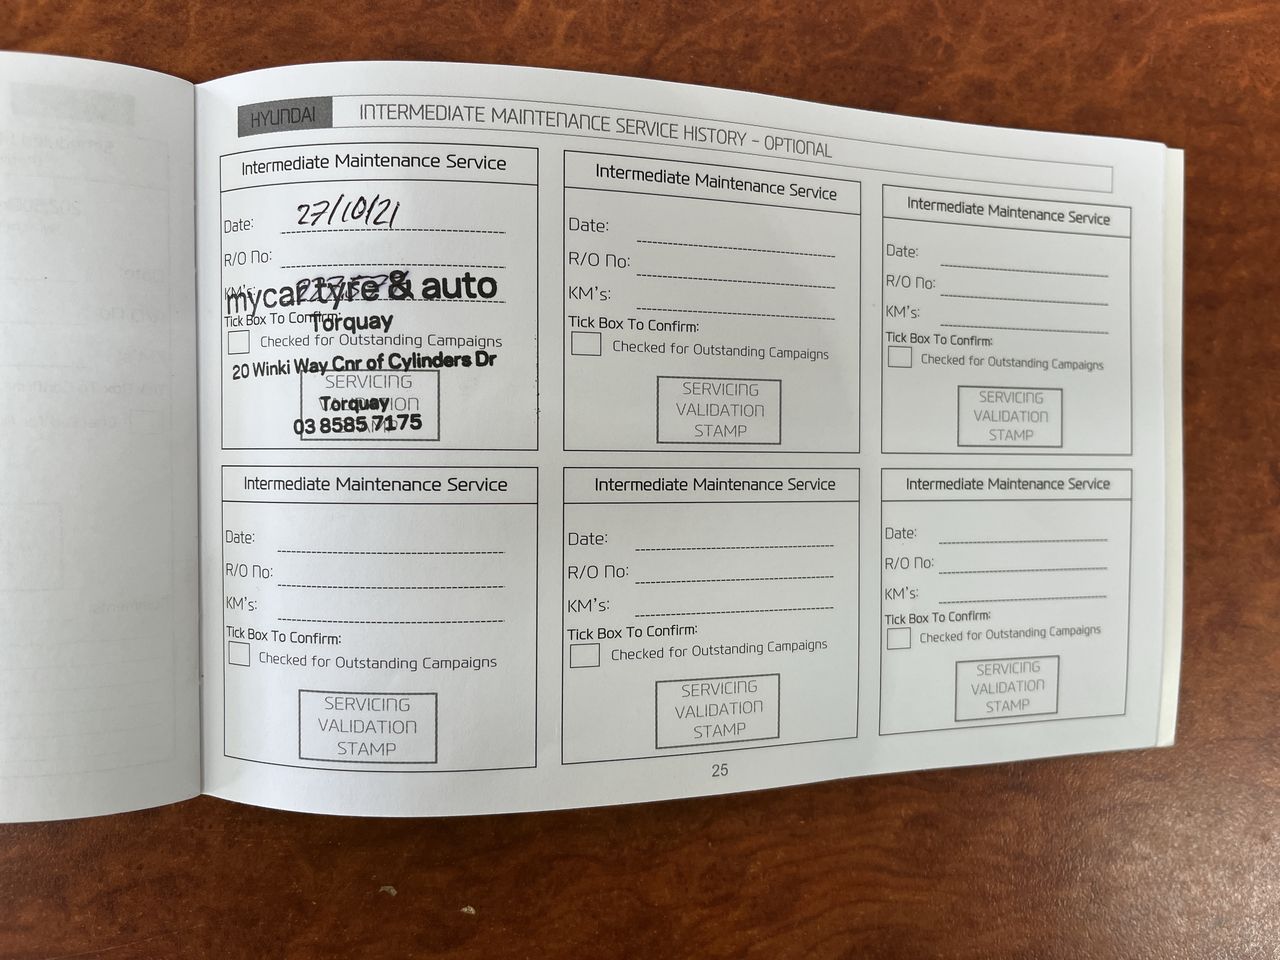 HYUNDAI INTERMEDIATE MAINTENANCE SERVICE HISTORY - OPTIONAL
Intermediate Maintenance Service
Date: 27/10/21
R/O No:
KM's:
mycar tyre & auto
Tick Box To Confirm:
Torquay
Checked for Outstanding Campaigns
20 Winki Way Cnr of Cylinders Dr
SERVICING
VALIDATION
Torquay
STAMP
03 8585 7175
Intermediate Maintenance Service
Date:
R/O No:
KM's:
Tick Box To Confirm:
Checked for Outstanding Campaigns
SERVICING
VALIDATION
STAMP
Intermediate Maintenance Service
Date:
R/O No:
KM's:
Tick Box To Confirm:
Checked for Outstanding Campaigns
SERVICING
VALIDATION
STAMP
Intermediate Maintenance Service
Date:
R/O No:
KM's:
Tick Box To Confirm:
Checked for Outstanding Campaigns
SERVICING
VALIDATION
STAMP
Intermediate Maintenance Service
Date:
R/O No:
KM's:
Tick Box To Confirm:
Checked for Outstanding Campaigns
SERVICING
VALIDATION
STAMP
Intermediate Maintenance Service
Date:
R/O No:
KM's:
Tick Box To Confirm:
Checked for Outstanding Campaigns
SERVICING
VALIDATION
STAMP
25